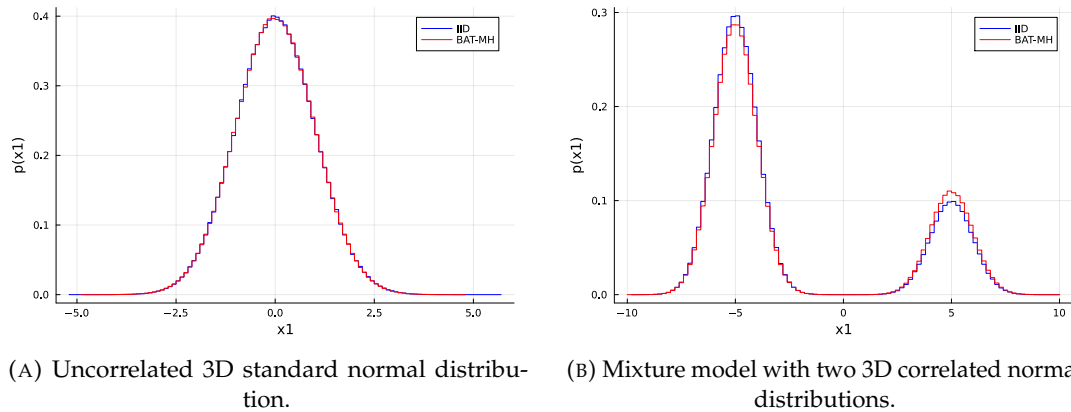 0.4
0.3
0.2
0.1
0.0
p(x1)
−5.0
−2.5
0.0
2.5
5.0
x1
IID
BAT-MH
0.3
0.2
0.1
0.0
p(x1)
−10
−5
0
5
10
x1
IID
BAT-MH
(A) Uncorrelated 3D standard normal distribu-
tion.
(B) Mixture model with two 3D correlated norma
distributions.